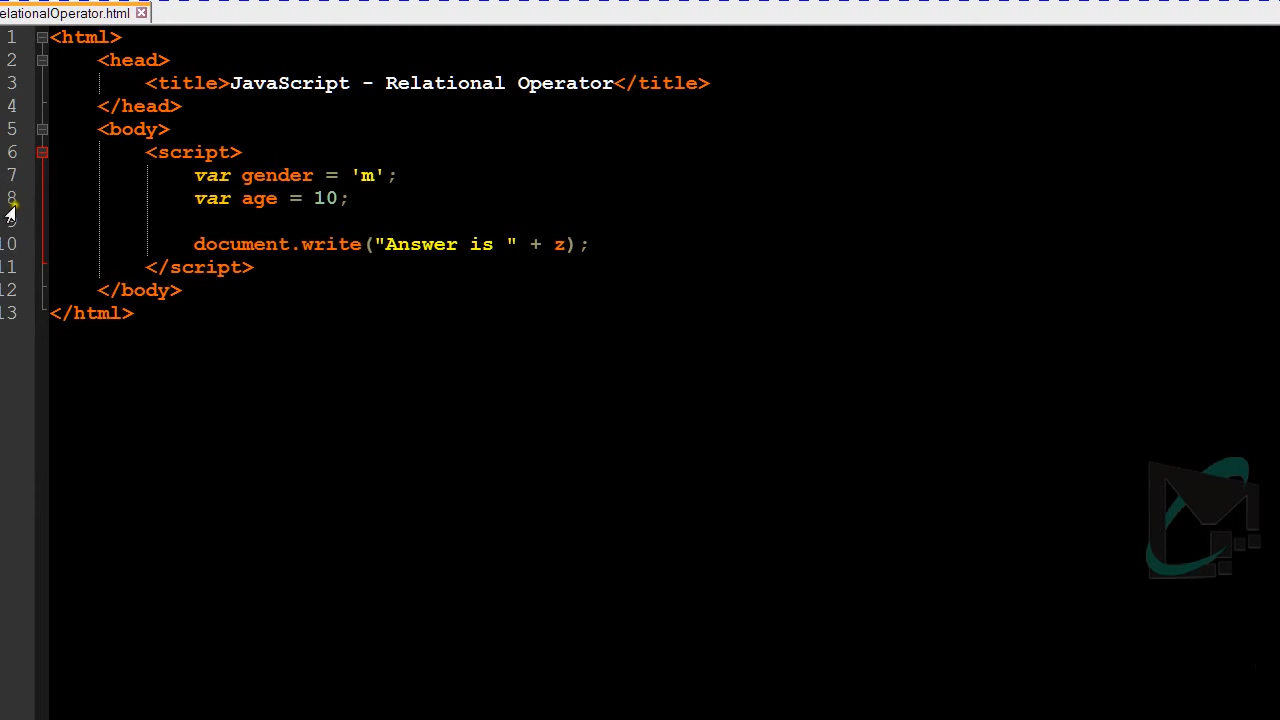 elationalOperator.html
1 <html>
2 <head>
3 <title>JavaScript - Relational Operator</title>
4 </head>
5 <body>
6 <script>
7 var gender = 'm';
8 var age = 10;
9
10 document.write("Answer is " + z);
11 </script>
12 </body>
13 </html>